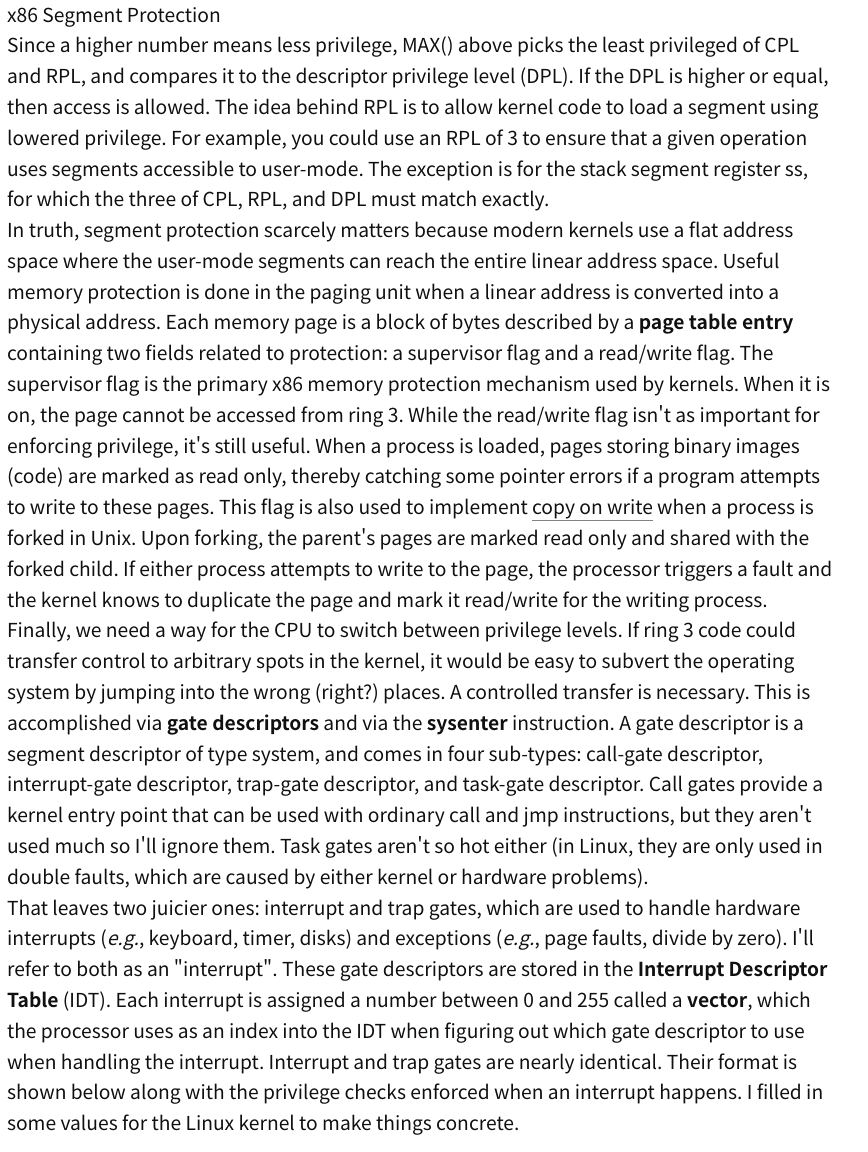 x86 Segment Protection
Since a higher number means less privilege, MAX() above picks the least privileged of CPL
and RPL, and compares it to the descriptor privilege level (DPL). If the DPL is higher or equal,
then access is allowed. The idea behind RPL is to allow kernel code to load a segment using
lowered privilege. For example, you could use an RPL of 3 to ensure that a given operation
uses segments accessible to user-mode. The exception is for the stack segment register ss,
for which the three of CPL, RPL, and DPL must match exactly.
In truth, segment protection scarcely matters because modern kernels use a flat address
space where the user-mode segments can reach the entire linear address space. Useful
memory protection is done in the paging unit when a linear address is converted into a
physical address. Each memory page is a block of bytes described by a page table entry
containing two fields related to protection: a supervisor flag and a read/write flag. The
supervisor flag is the primary x86 memory protection mechanism used by kernels. When it is
on, the page cannot be accessed from ring 3. While the read/write flag isn't as important for
enforcing privilege, it's still useful. When a process is loaded, pages storing binary images
(code) are marked as read only, thereby catching some pointer errors if a program attempts
to write to these pages. This flag is also used to implement copy on write when a process is
forked in Unix. Upon forking, the parent's pages are marked read only and shared with the
forked child. If either process attempts to write to the page, the processor triggers a fault and
the kernel knows to duplicate the page and mark it read/write for the writing process.
Finally, we need a way for the CPU to switch between privilege levels. If ring 3 code could
transfer control to arbitrary spots in the kernel, it would be easy to subvert the operating
system by jumping into the wrong (right?) places. A controlled transfer is necessary. This is
accomplished via gate descriptors and via the sysenter instruction. A gate descriptor is a
segment descriptor of type system, and comes in four sub-types: call-gate descriptor,
interrupt-gate descriptor, trap-gate descriptor, and task-gate descriptor. Call gates provide a
kernel entry point that can be used with ordinary call and jmp instructions, but they aren't
used much so I'll ignore them. Task gates aren't so hot either (in Linux, they are only used in
double faults, which are caused by either kernel or hardware problems).
That leaves two juicier ones: interrupt and trap gates, which are used to handle hardware
interrupts (e.g., keyboard, timer, disks) and exceptions (e.g., page faults, divide by zero). I'll
refer to both as an "interrupt". These gate descriptors are stored in the Interrupt Descriptor
Table (IDT). Each interrupt is assigned a number between 0 and 255 called a vector, which
the processor uses as an index into the IDT when figuring out which gate descriptor to use
when handling the interrupt. Interrupt and trap gates are nearly identical. Their format is
shown below along with the privilege checks enforced when an interrupt happens. I filled in
some values for the Linux kernel to make things concrete.